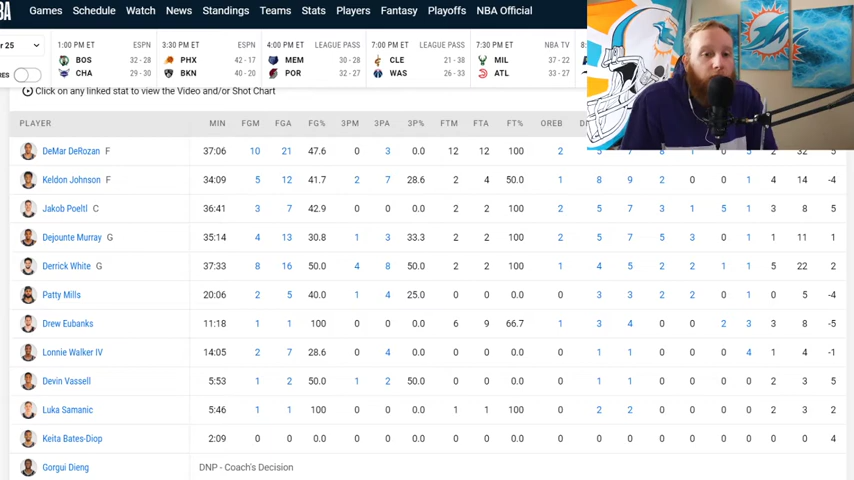 BA Games Schedule Watch News Standings Teams Stats Players Fantasy Playoffs NBA Official
r 25 1:00 PM ET ESPN 3:30 PM ET ESPN 4:00 PM ET LEAGUE PASS 7:00 PM ET LEAGUE PASS 7:30 PM ET NBA TV 8:
BOS 32 - 28 PHX 42 - 17 MEM 30 - 28 CLE 21 - 38 MIL 37 - 22
RES CHA 29 - 30 BKN 40 - 20 POR 32 - 27 WAS 26 - 33 ATL 33 - 27
Click on any linked stat to view the Video and/or Shot Chart
PLAYER MIN FGM FGA FG% 3PM 3PA 3P% FTM FTA FT% OREB
DeMar DeRozan F 37:06 10 21 47.6 0 3 0.0 12 12 100 2 5 7 8 1 0 32 5
Keldon Johnson F 34:09 5 12 41.7 2 7 28.6 2 4 50.0 1 8 9 2 0 0 1 4 14 -4
Jakob Poeltl C 36:41 3 7 42.9 0 0 0.0 2 2 100 2 5 7 3 1 5 1 3 8 5
Dejounte Murray G 35:14 4 13 30.8 1 3 33.3 2 2 100 2 5 7 5 3 0 1 1 11 1
Derrick White G 37:33 8 16 50.0 4 8 50.0 2 2 100 1 4 5 2 2 1 1 5 22 2
Patty Mills 20:06 2 5 40.0 1 4 25.0 0 0 0.0 0 3 3 2 2 0 1 0 5 -4
Drew Eubanks 11:18 1 1 100 0 0 0.0 6 9 66.7 1 3 4 0 0 2 3 3 8 -5
Lonnie Walker IV 14:05 2 7 28.6 0 4 0.0 0 0 0.0 0 1 1 0 0 0 4 1 4 -1
Devin Vassell 5:53 1 2 50.0 1 2 50.0 0 0 0.0 0 1 1 0 0 0 0 2 3 5
Luka Samanic 5:46 1 1 100 0 0 0.0 1 1 100 0 2 2 0 0 0 0 2 3 2
Keita Bates-Diop 2:09 0 0 0.0 0 0 0.0 0 0 0.0 0 0 0 0 0 0 0 0 0 4
Gorgui Dieng DNP - Coach's Decision